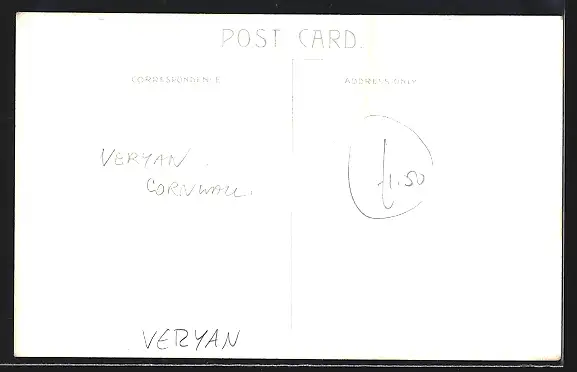 POST CARD.
CORRESPONDENCE
ADDRESS ONLY
VERYAN.
CORNWALL.
£1.50
VERYAN